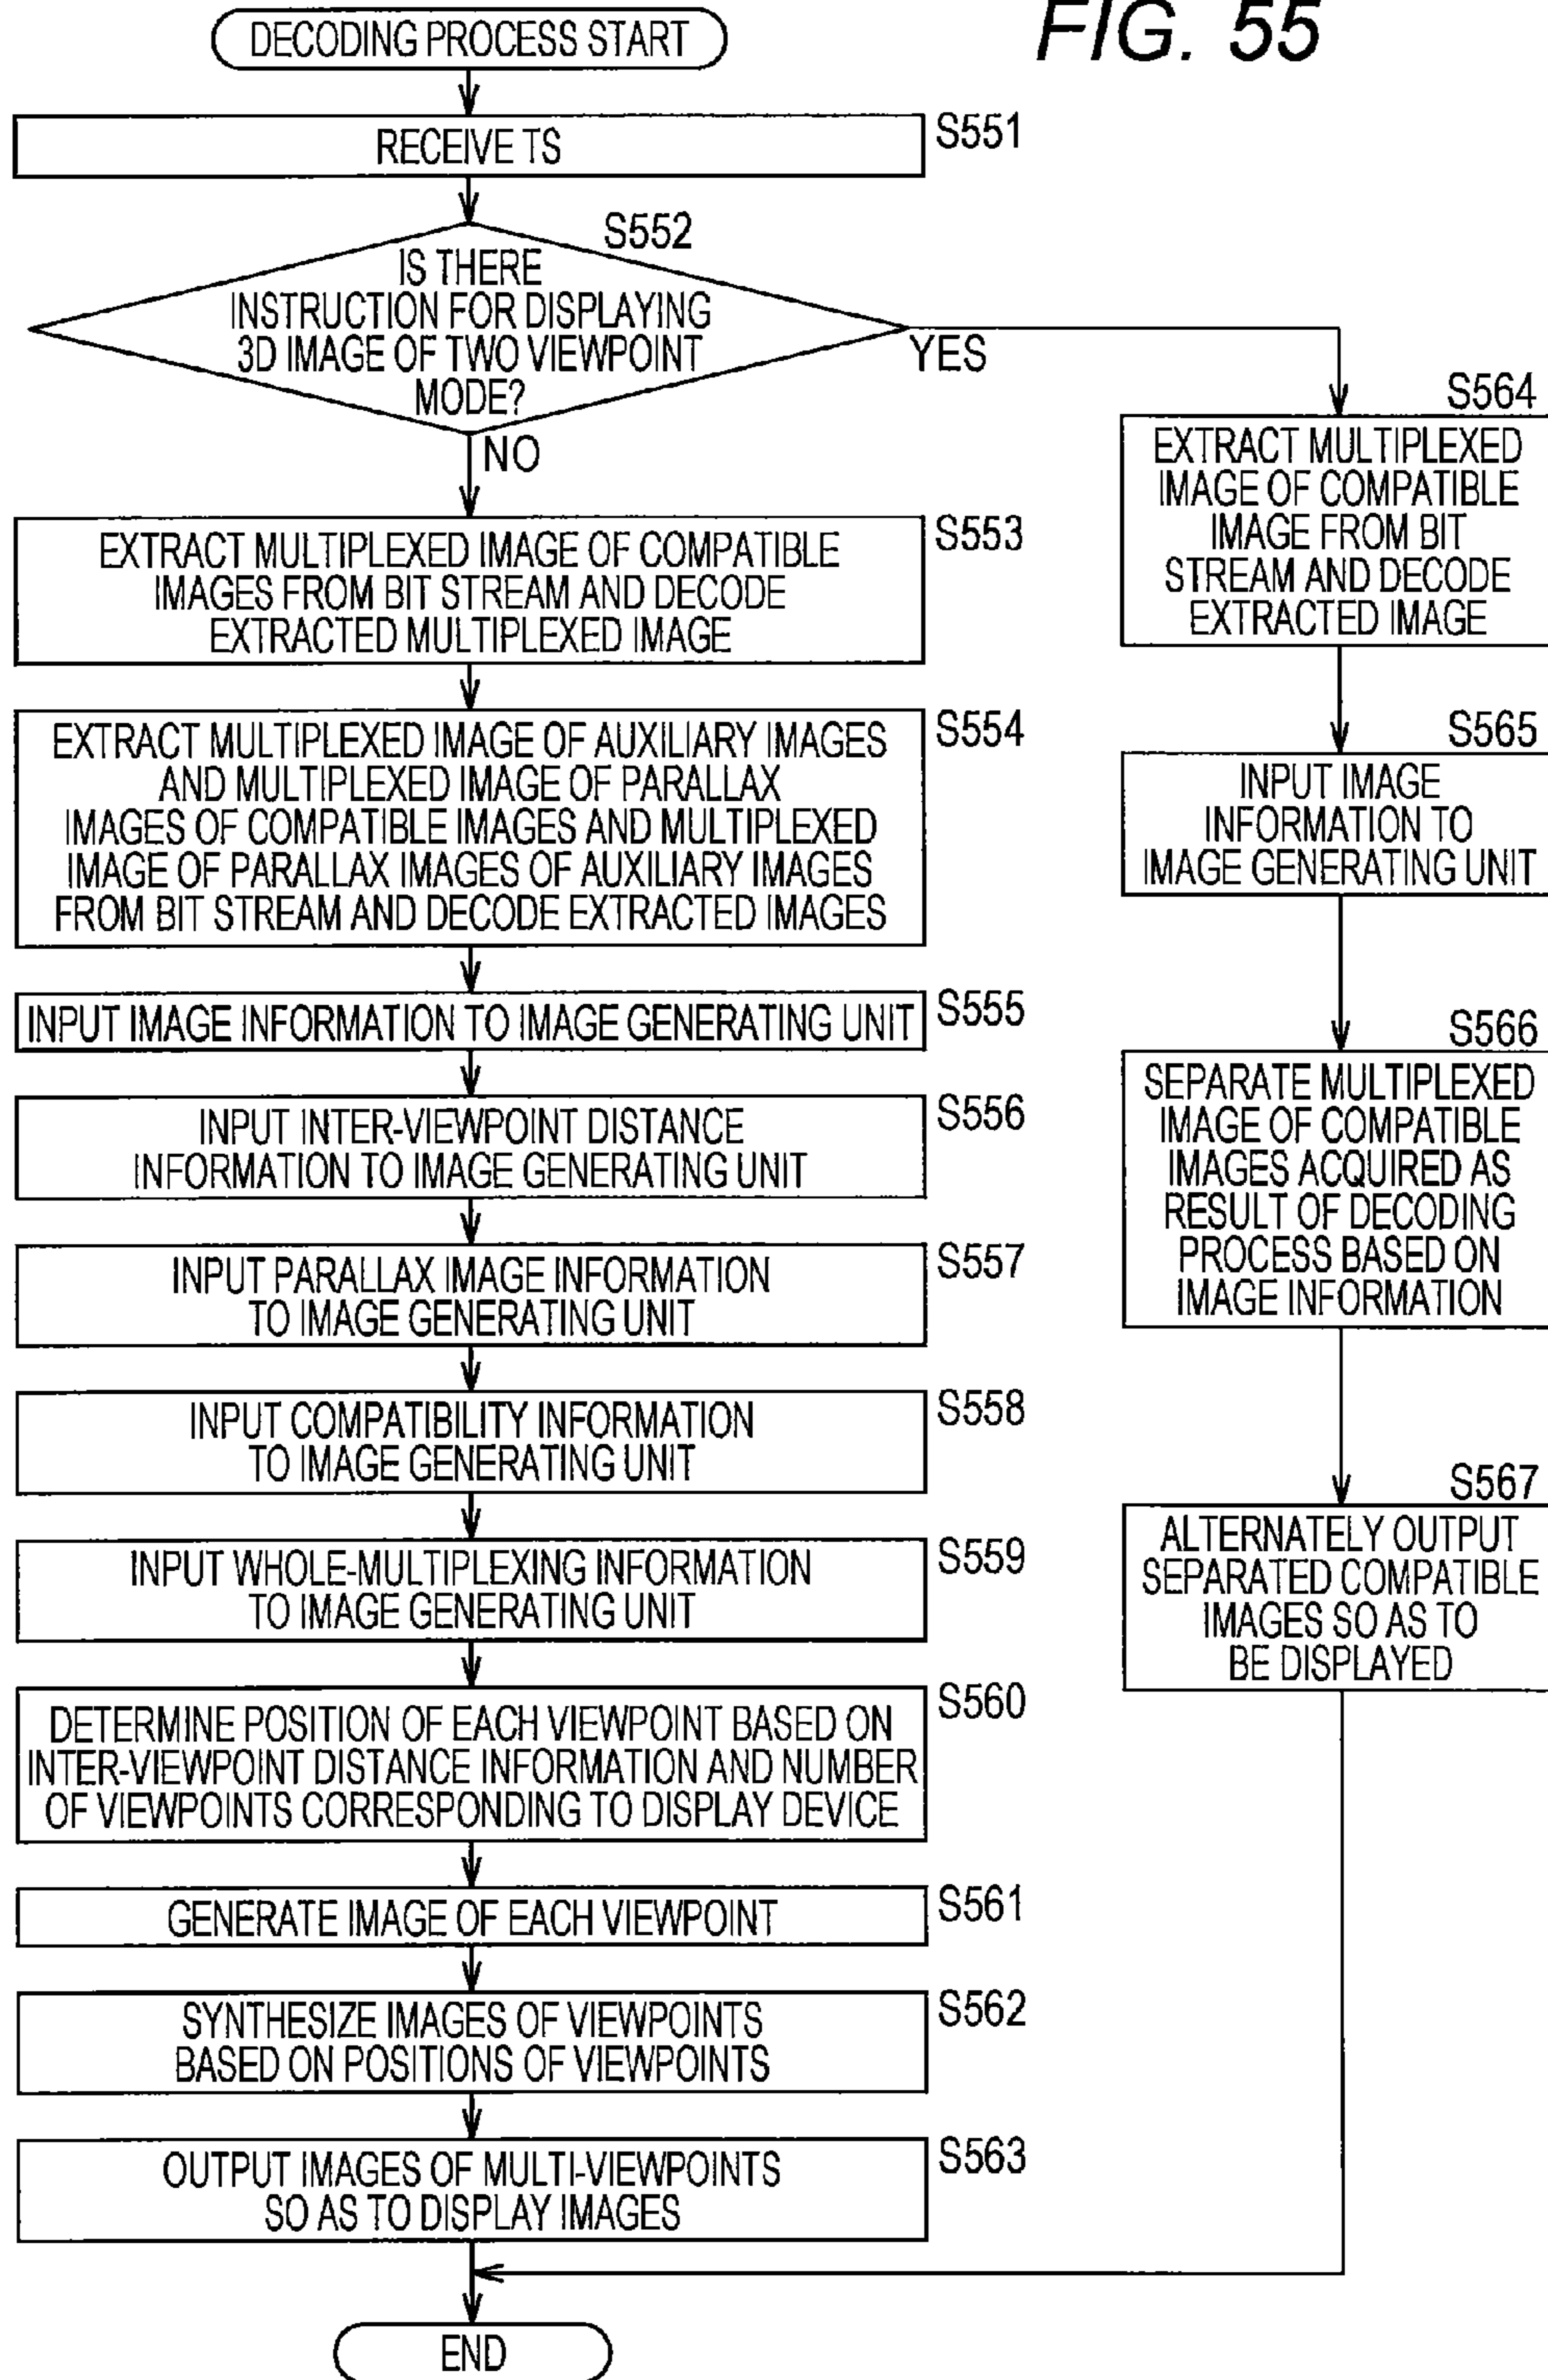 FIG. 55
DECODING PROCESS START
RECEIVE TS
S551
S552
IS THERE
INSTRUCTION FOR DISPLAYING
3D IMAGE OF TWO VIEWPOINT
MODE?
YES
NO
EXTRACT MULTIPLEXED IMAGE OF COMPATIBLE
IMAGES FROM BIT STREAM AND DECODE
EXTRACTED MULTIPLEXED IMAGE
S553
EXTRACT MULTIPLEXED IMAGE OF AUXILIARY IMAGES
AND MULTIPLEXED IMAGE OF PARALLAX
IMAGES OF COMPATIBLE IMAGES AND MULTIPLEXED
IMAGE OF PARALLAX IMAGES OF AUXILIARY IMAGES
FROM BIT STREAM AND DECODE EXTRACTED IMAGES
S554
INPUT IMAGE INFORMATION TO IMAGE GENERATING UNIT
S555
INPUT INTER-VIEWPOINT DISTANCE
INFORMATION TO IMAGE GENERATING UNIT
S556
INPUT PARALLAX IMAGE INFORMATION
TO IMAGE GENERATING UNIT
S557
INPUT COMPATIBILITY INFORMATION
TO IMAGE GENERATING UNIT
S558
INPUT WHOLE-MULTIPLEXING INFORMATION
TO IMAGE GENERATING UNIT
S559
DETERMINE POSITION OF EACH VIEWPOINT BASED ON
INTER-VIEWPOINT DISTANCE INFORMATION AND NUMBER
OF VIEWPOINTS CORRESPONDING TO DISPLAY DEVICE
S560
GENERATE IMAGE OF EACH VIEWPOINT
S561
SYNTHESIZE IMAGES OF VIEWPOINTS
BASED ON POSITIONS OF VIEWPOINTS
S562
OUTPUT IMAGES OF MULTI-VIEWPOINTS
SO AS TO DISPLAY IMAGES
S563
S564
EXTRACT MULTIPLEXED
IMAGE OF COMPATIBLE
IMAGE FROM BIT
STREAM AND DECODE
EXTRACTED IMAGE
S565
INPUT IMAGE
INFORMATION TO
IMAGE GENERATING UNIT
S566
SEPARATE MULTIPLEXED
IMAGE OF COMPATIBLE
IMAGES ACQUIRED AS
RESULT OF DECODING
PROCESS BASED ON
IMAGE INFORMATION
S567
ALTERNATELY OUTPUT
SEPARATED COMPATIBLE
IMAGES SO AS TO
BE DISPLAYED
END